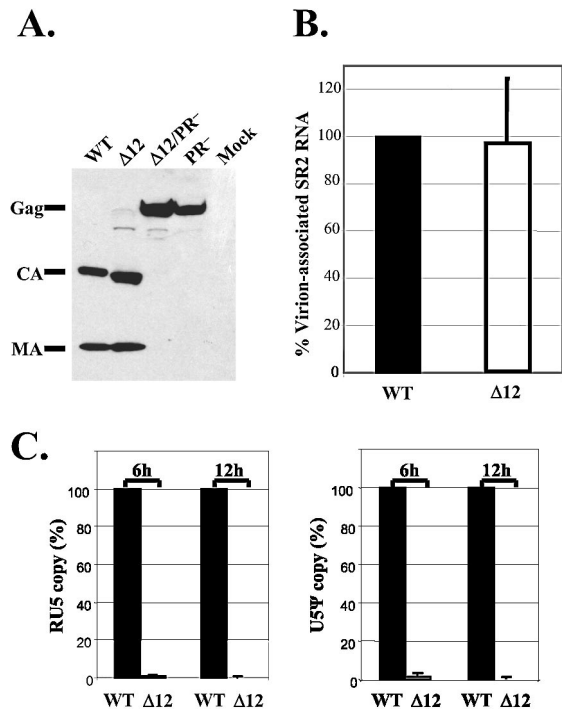 A.
WT Δ12 Δ12/PR⁻ PR⁻ Mock
Gag
CA
MA
B.
% Virion-associated SR2 RNA
120
100
80
60
40
20
0
WT Δ12
C.
RU5 copy (%)
6h 12h
100
80
60
40
20
0
WT Δ12 WT Δ12
U5Ψ copy (%)
6h 12h
100
80
60
40
20
0
WT Δ12 WT Δ12